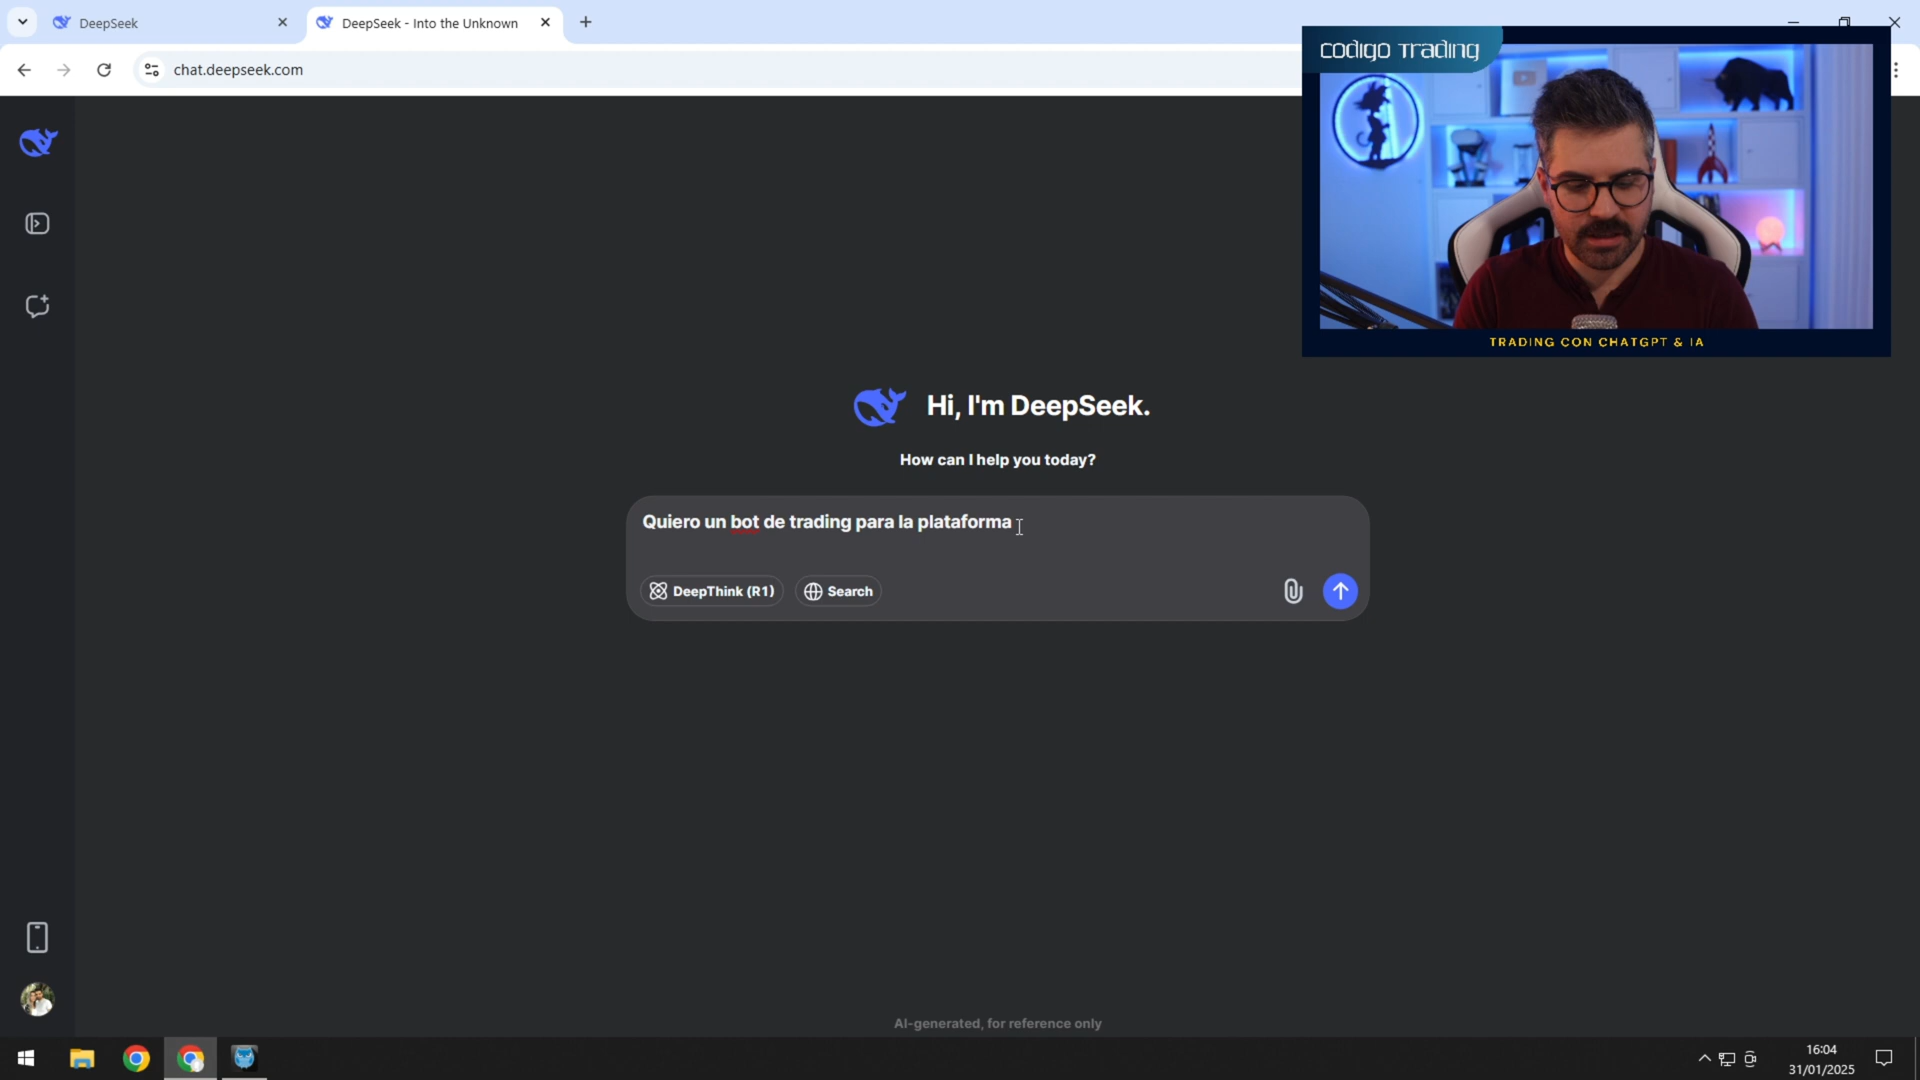 DeepSeek
DeepSeek - Into the Unknown
chat.deepseek.com
codigo Trading
TRADING CON CHATGPT & IA
Hi, I'm DeepSeek.
How can I help you today?
Quiero un bot de trading para la plataforma
DeepThink (R1)
Search
AI-generated, for reference only
16:04
31/01/2025